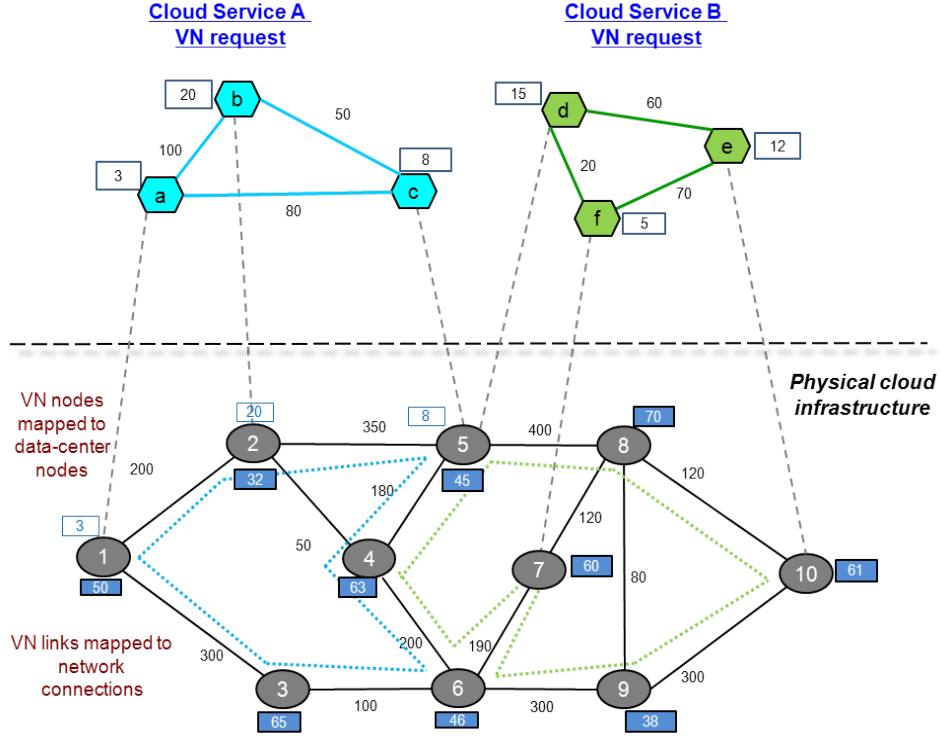 Cloud Service A
VN request
Cloud Service B
VN request
20
b
50
15
d
60
100
8
e
12
3
a
c
20
70
80
f
5
Physical cloud
infrastructure
VN nodes
mapped to
data-center
nodes
20
8
70
2
350
5
400
8
200
32
45
120
180
3
120
1
50
4
7
60
80
10
61
50
63
VN links mapped to
network
connections
300
200
190
300
3
100
6
300
9
65
46
38